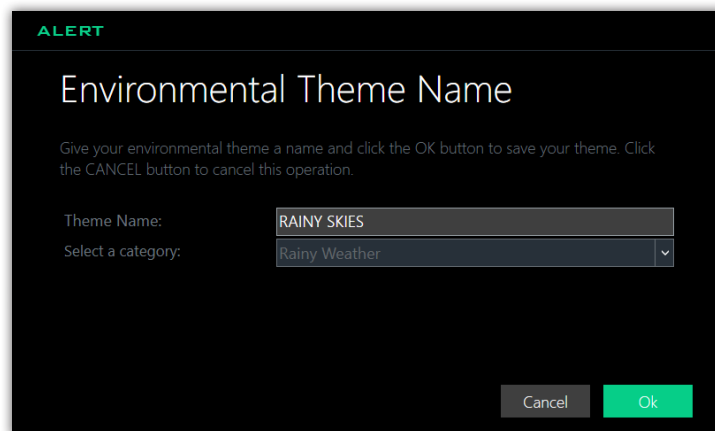 ALERT
Environmental Theme Name
Give your environmental theme a name and click the OK button to save your theme. Click
the CANCEL button to cancel this operation.
Theme Name:
RAINY SKIES
Select a category:
Rainy Weather
Cancel
Ok